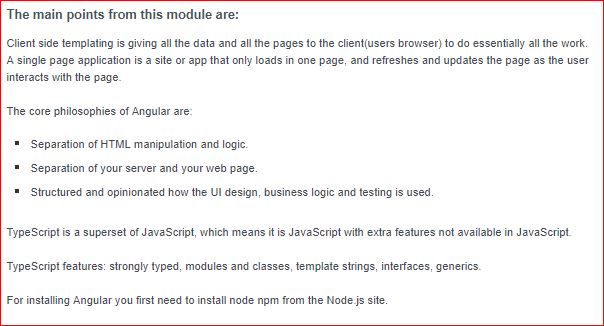 The main points from this module are:
Client side templating is giving all the data and all the pages to the client(users browser) to do essentially all the work.
A single page application is a site or app that only loads in one page, and refreshes and updates the page as the user
interacts with the page.
The core philosophies of Angular are:
Separation of HTML manipulation and logic.
Separation of your server and your web page.
Structured and opinionated how the UI design, business logic and testing is used.
TypeScript is a superset of JavaScript, which means it is JavaScript with extra features not available in JavaScript.
TypeScript features: strongly typed, modules and classes, template strings, interfaces, generics.
For installing Angular you first need to install node npm from the Node.js site.